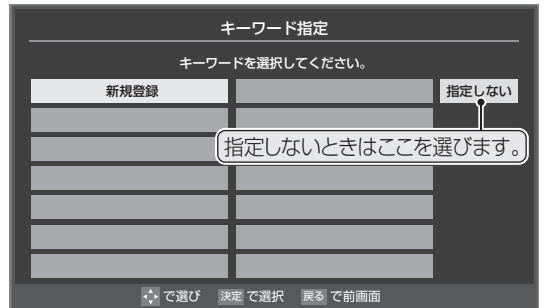 キーワード指定
キーワードを選択してください。
新規登録
指定しない
指定しないときはここを選びます。
で選び 決定 で選択 戻る で前画面